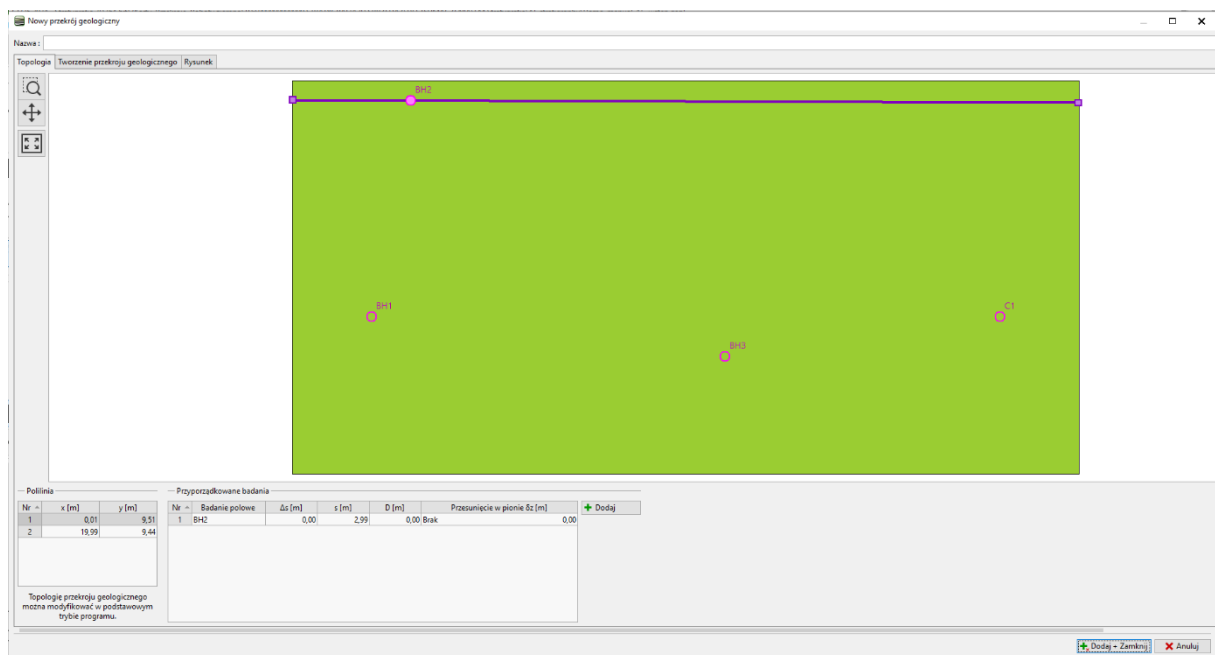 Nowy przekrój geologiczny
Nazwa :
Topologia Tworzenie przekroju geologicznego Rysunek
BH2
BH1
C1
BH3
Polilinia
Nr x [m] y [m]
1 0,01 9,51
2 19,99 9,44
Topologię przekroju geologicznego
można modyfikować w podstawowym
trybie programu.
Przyporządkowane badania
Nr Badanie polowe Δs [m] s [m] D [m] Przesunięcie w pionie δz [m]
1 BH2 0,00 2,99 0,00 Brak 0,00
Dodaj
Dodaj + Zamknij Anuluj